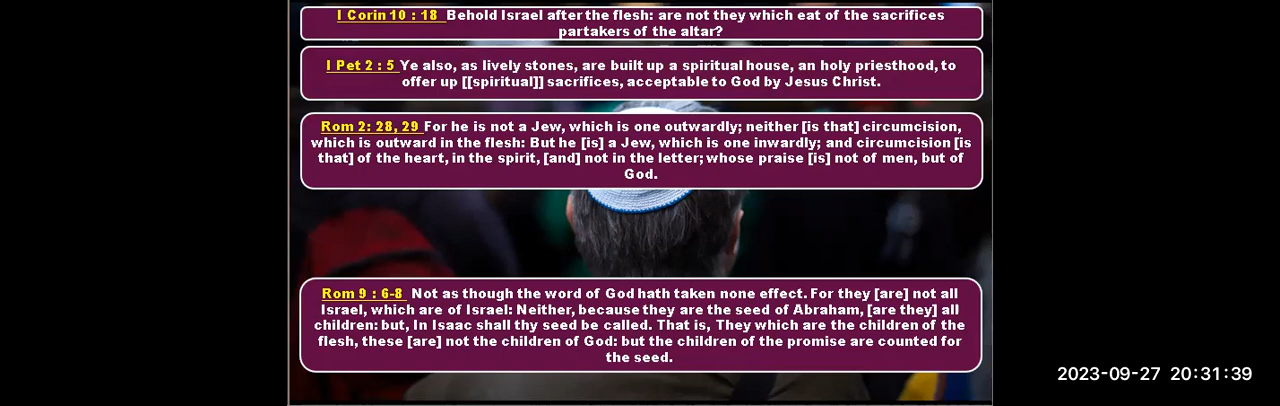 I Corin 10 : 18 Behold Israel after the flesh: are not they which eat of the sacrifices
partakers of the altar?
I Pet 2 : 5 Ye also, as lively stones, are built up a spiritual house, an holy priesthood, to
offer up [[spiritual]] sacrifices, acceptable to God by Jesus Christ.
Rom 2: 28, 29 For he is not a Jew, which is one outwardly; neither [is that] circumcision,
which is outward in the flesh: But he [is] a Jew, which is one inwardly; and circumcision [is
that] of the heart, in the spirit, [and] not in the letter; whose praise [is] not of men, but of
God.
Rom 9 : 6-8 Not as though the word of God hath taken none effect. For they [are] not all
Israel, which are of Israel: Neither, because they are the seed of Abraham, [are they] all
children: but, In Isaac shall thy seed be called. That is, They which are the children of the
flesh, these [are] not the children of God: but the children of the promise are counted for
the seed.
2023-09-27 20:31:39